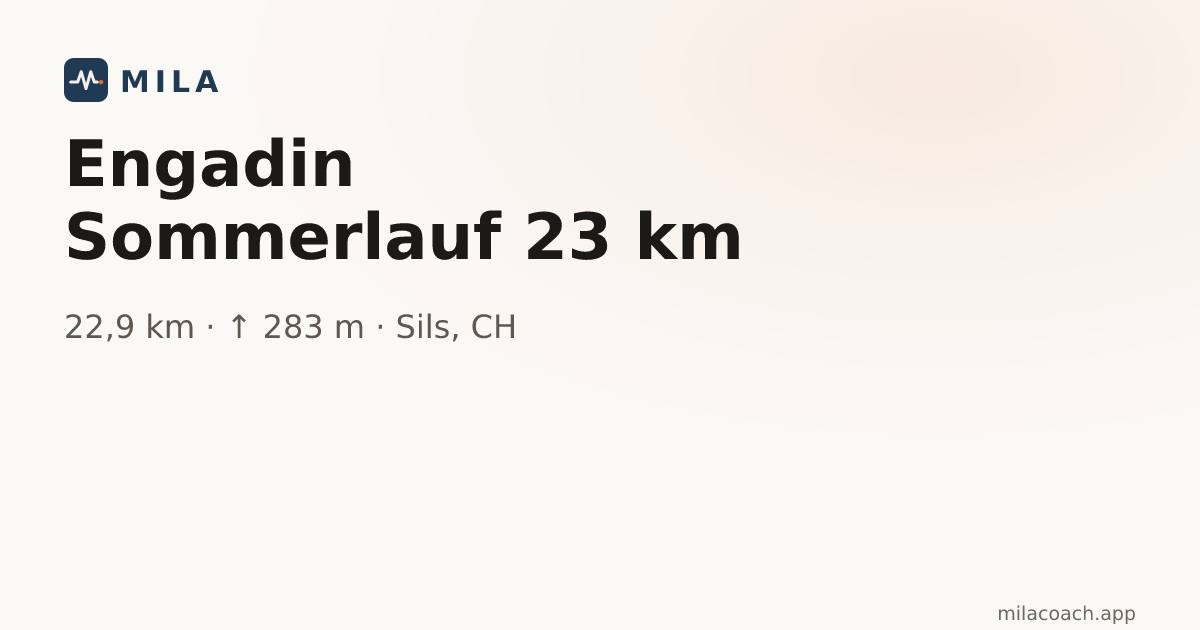 MILA
Engadin
Sommerlauf 23 km
22,9 km · ↑ 283 m · Sils, CH
milacoach.app